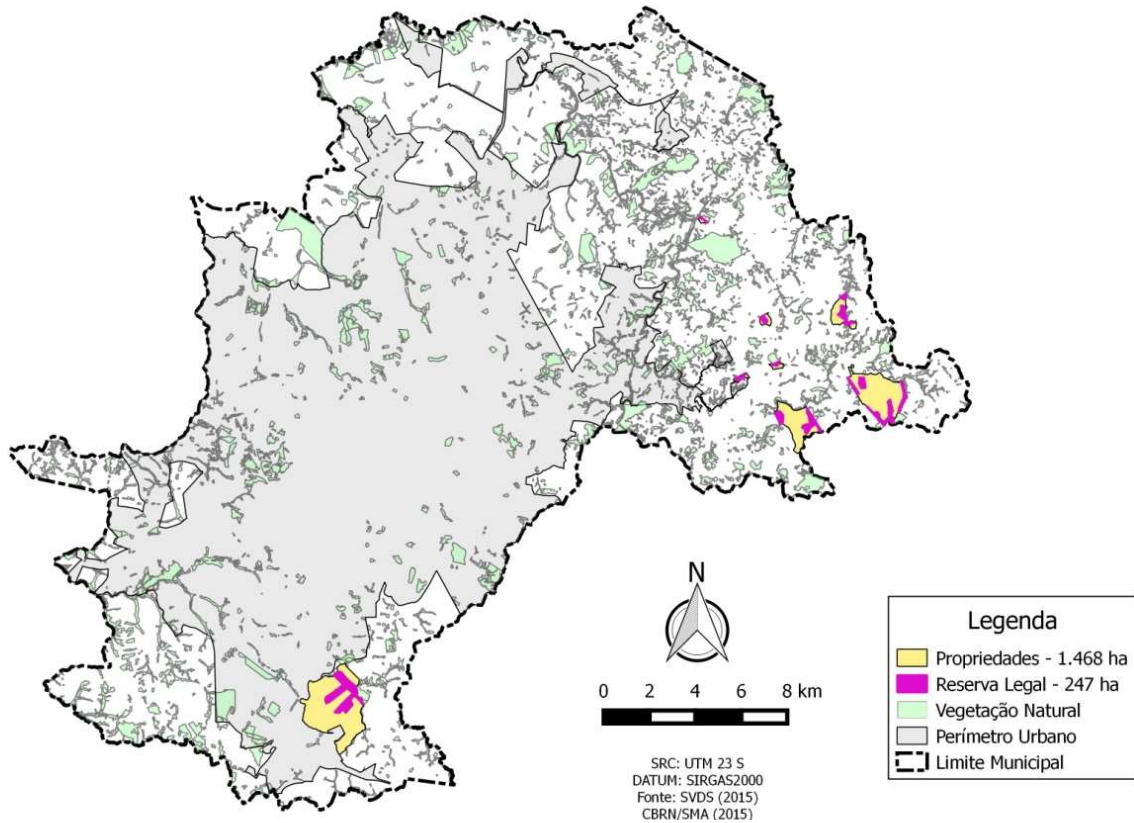 N
0 2 4 6 8 km
SRC: UTM 23 S
DATUM: SIRGAS2000
Fonte: SVDS (2015)
CBRN/SMA (2015)
Legenda
Propriedades - 1.468 ha
Reserva Legal - 247 ha
Vegetação Natural
Perímetro Urbano
Limite Municipal